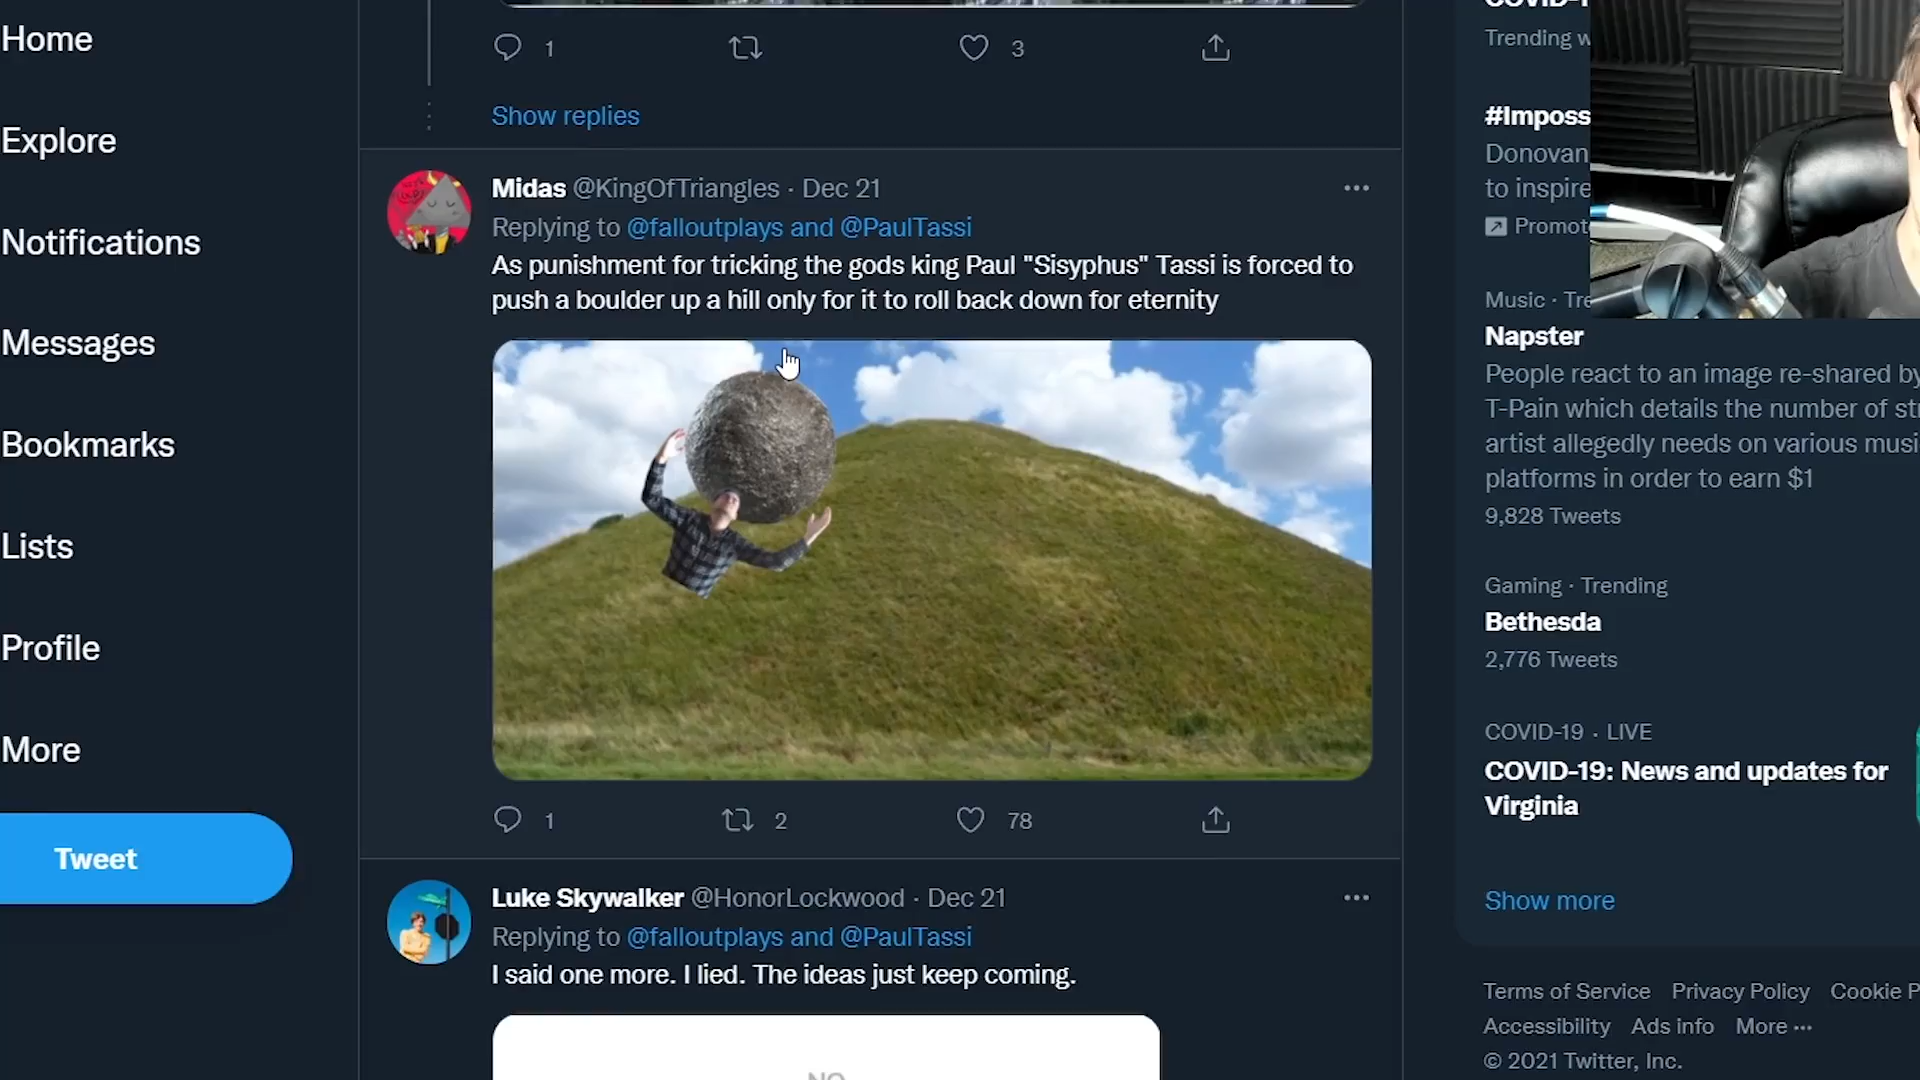 Home
Explore
Notifications
Messages
Bookmarks
Lists
Profile
More
Tweet
1
3
Show replies
Midas @KingOfTriangles · Dec 21
Replying to @falloutplays and @PaulTassi
As punishment for tricking the gods king Paul "Sisyphus" Tassi is forced to
push a boulder up a hill only for it to roll back down for eternity
1 2 78
Luke Skywalker @HonorLockwood · Dec 21
Replying to @falloutplays and @PaulTassi
I said one more. I lied. The ideas just keep coming.
NO
Trending
#Imposs
Donovan
to inspire
Promot
Music · Tre
Napster
People react to an image re-shared by
T-Pain which details the number of
artist allegedly needs on various musi
platforms in order to earn $1
9,828 Tweets
Gaming · Trending
Bethesda
2,776 Tweets
COVID-19 · LIVE
COVID-19: News and updates for
Virginia
Show more
Terms of Service Privacy Policy Cookie P
Accessibility Ads info More ···
© 2021 Twitter, Inc.